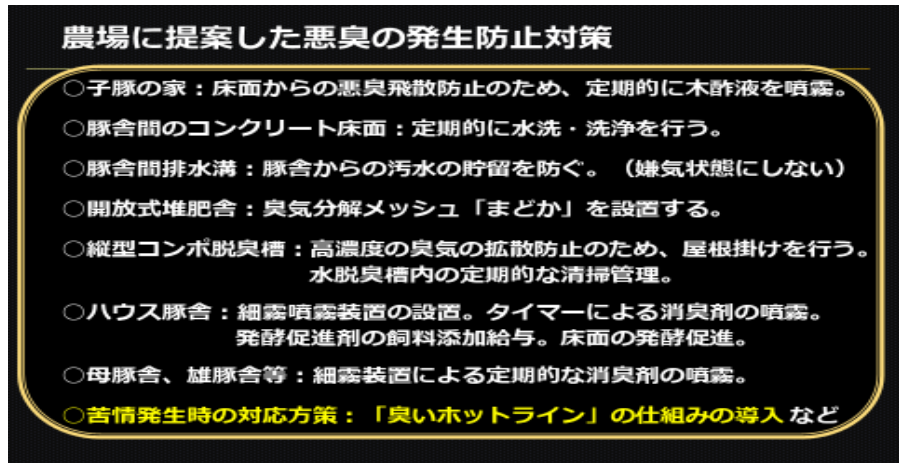 農場に提案した悪臭の発生防止対策
○子豚の家：床面からの悪臭飛散防止のため、定期的に木酢液を噴霧。
○豚舎間のコンクリート床面：定期的に水洗・洗浄を行う。
○豚舎間排水溝：豚舎からの汚水の貯留を防ぐ。（嫌気状態にしない）
○開放式堆肥舎：臭気分解メッシュ「まどか」を設置する。
○縦型コンポ脱臭槽：高濃度の臭気の拡散防止のため、屋根掛けを行う。
水脱臭槽内の定期的な清掃管理。
○ハウス豚舎：細霧噴霧装置の設置。タイマーによる消臭剤の噴霧。
発酵促進剤の飼料添加給与。床面の発酵促進。
○母豚舎、雄豚舎等：細霧装置による定期的な消臭剤の噴霧。
○苦情発生時の対応方策：「臭いホットライン」の仕組みの導入 など